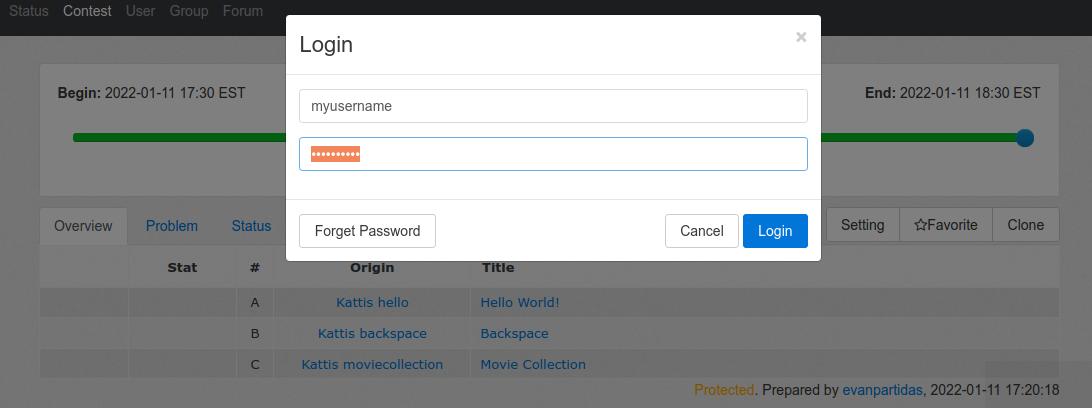 Status Contest User Group Forum
Login ×
Begin: 2022-01-11 17:30 EST
End: 2022-01-11 18:30 EST
myusername
••••••••••
Forget Password Cancel Login
Overview Problem Status Setting ☆Favorite Clone
Stat # Origin Title
A Kattis hello Hello World!
B Kattis backspace Backspace
C Kattis moviecollection Movie Collection
Protected. Prepared by evanpartidas, 2022-01-11 17:20:18